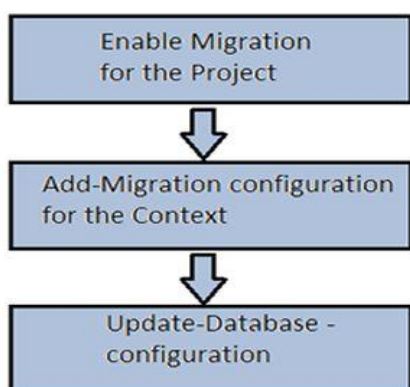 Enable Migration
for the Project
Add-Migration configuration
for the Context
Update-Database -
configuration